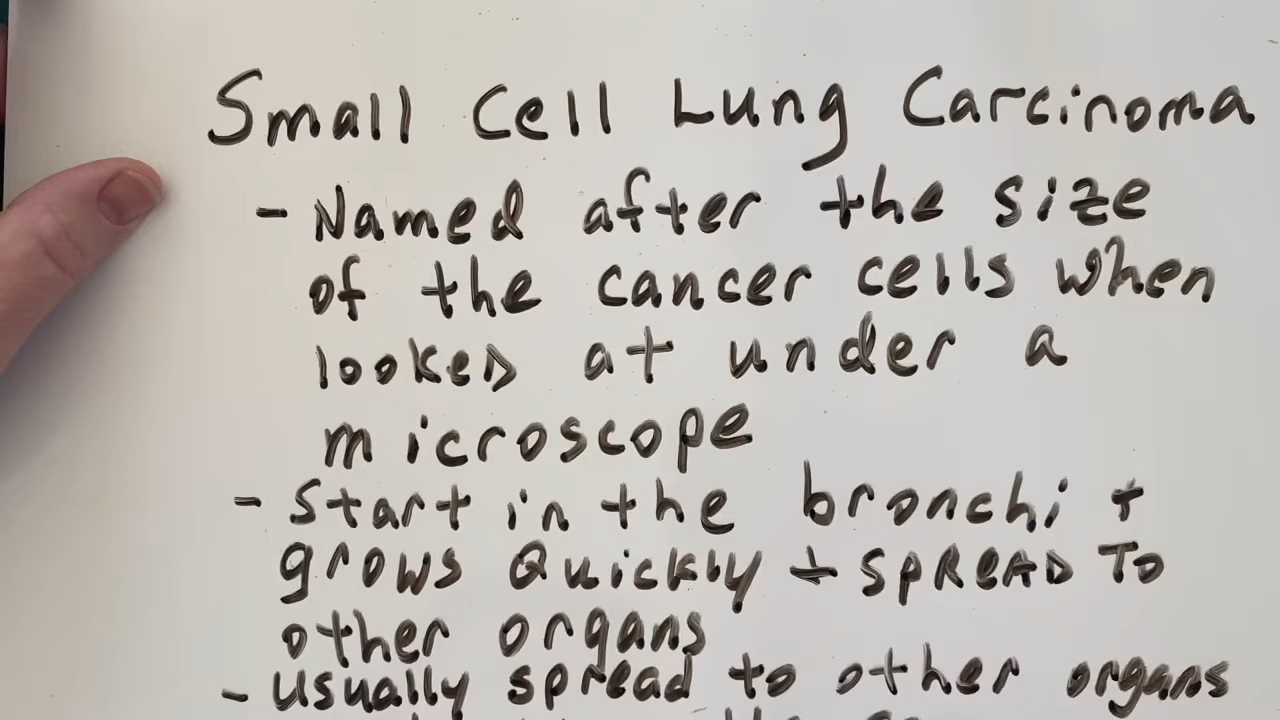 Small Cell Lung Carcinoma
- Named after the size
of the cancer cells when
looked at under a
microscope
- Start in the bronchi +
grows Quickly + SPREAD To
other organs
- Usually spread to other organs